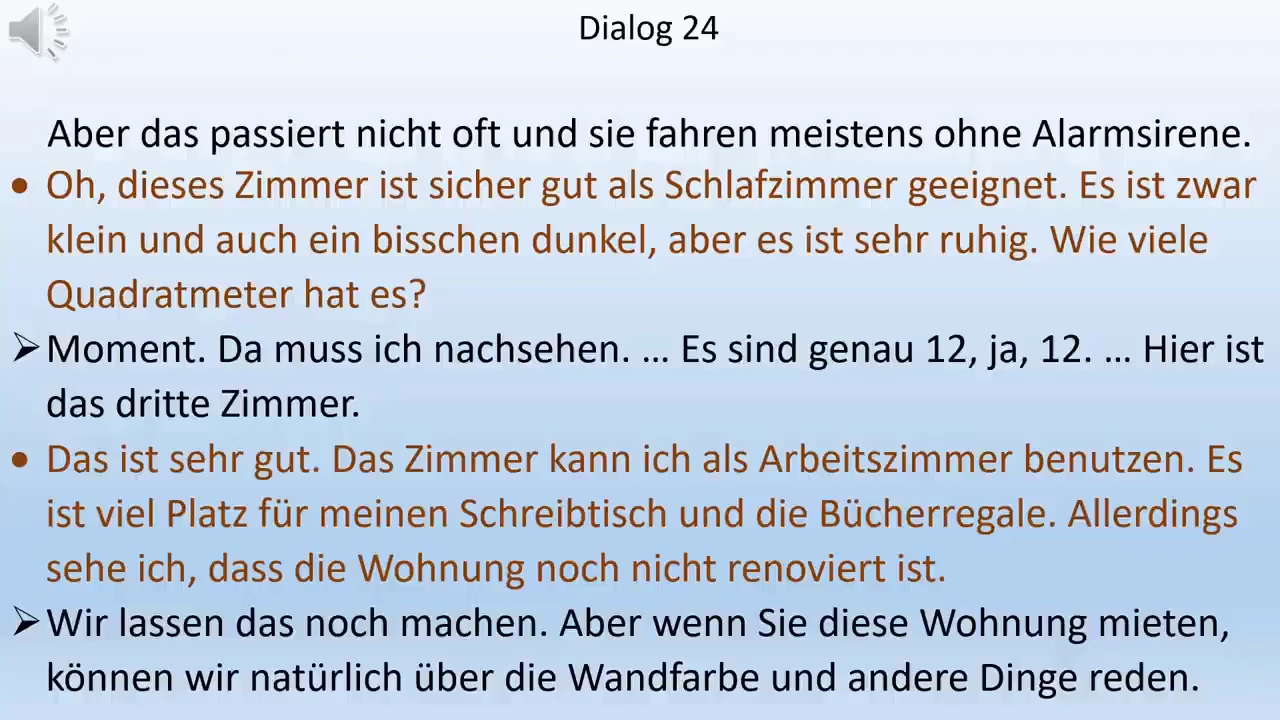 Dialog 24
Aber das passiert nicht oft und sie fahren meistens ohne Alarmsirene.
• Oh, dieses Zimmer ist sicher gut als Schlafzimmer geeignet. Es ist zwar
klein und auch ein bisschen dunkel, aber es ist sehr ruhig. Wie viele
Quadratmeter hat es?
➢ Moment. Da muss ich nachsehen. … Es sind genau 12, ja, 12. … Hier ist
das dritte Zimmer.
• Das ist sehr gut. Das Zimmer kann ich als Arbeitszimmer benutzen. Es
ist viel Platz für meinen Schreibtisch und die Bücherregale. Allerdings
sehe ich, dass die Wohnung noch nicht renoviert ist.
➢ Wir lassen das noch machen. Aber wenn Sie diese Wohnung mieten,
können wir natürlich über die Wandfarbe und andere Dinge reden.